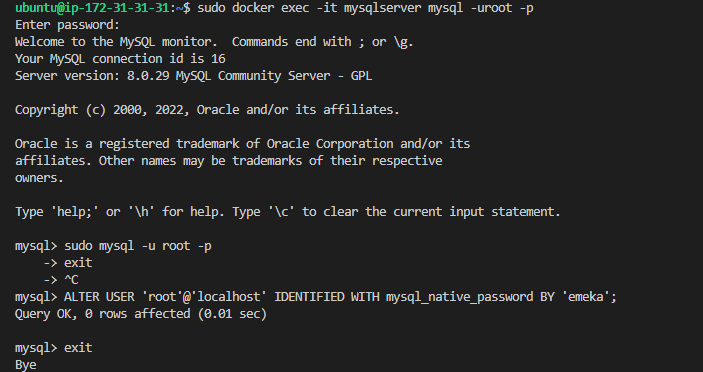 ubuntu@ip-172-31-31-31:~$ sudo docker exec -it mysqlserver mysql -uroot -p
Enter password:
Welcome to the MySQL monitor.  Commands end with ; or \g.
Your MySQL connection id is 16
Server version: 8.0.29 MySQL Community Server - GPL

Copyright (c) 2000, 2022, Oracle and/or its affiliates.

Oracle is a registered trademark of Oracle Corporation and/or its
affiliates. Other names may be trademarks of their respective
owners.

Type 'help;' or '\h' for help. Type '\c' to clear the current input statement.

mysql> sudo mysql -u root -p
    -> exit
    -> ^C
mysql> ALTER USER 'root'@'localhost' IDENTIFIED WITH mysql_native_password BY 'emeka';
Query OK, 0 rows affected (0.01 sec)

mysql> exit
Bye